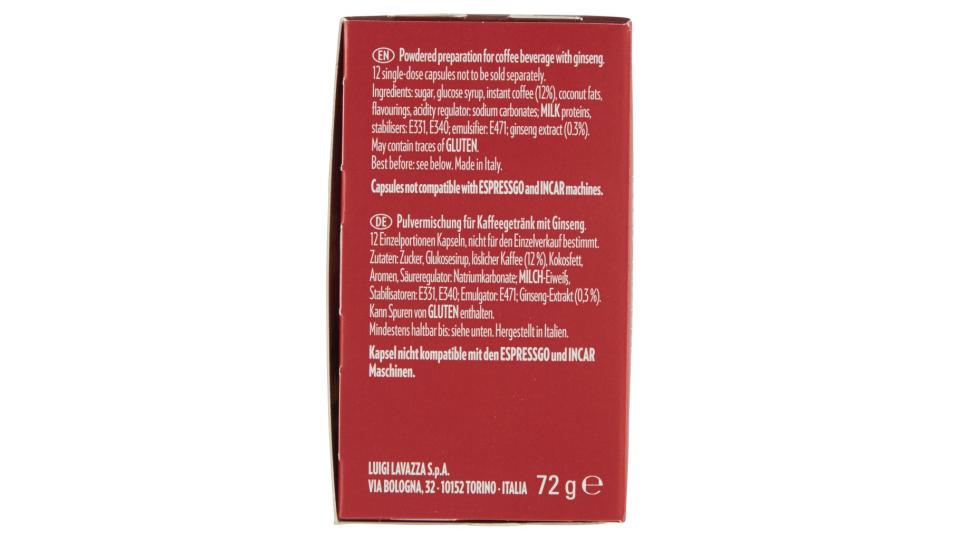 EN Powdered preparation for coffee beverage with ginseng.
12 single-dose capsules not to be sold separately.
Ingredients: sugar, glucose syrup, instant coffee (12%), coconut fats,
flavourings, acidity regulator: sodium carbonates; MILK proteins,
stabilisers: E331, E340; emulsifier: E471; ginseng extract (0.3%).
May contain traces of GLUTEN.
Best before: see below. Made in Italy.
Capsules not compatible with ESPRESSGO and INCAR machines.
DE Pulvermischung für Kaffeegetränk mit Ginseng.
12 Einzelportionen Kapseln, nicht für den Einzelverkauf bestimmt.
Zutaten: Zucker, Glukosesirup, löslicher Kaffee (12 %), Kokosfett,
Aromen, Säureregulator: Natriumkarbonate; MILCH-Eiweiß,
Stabilisatoren: E331, E340; Emulgator: E471; Ginseng-Extrakt (0,3 %).
Kann Spuren von GLUTEN enthalten.
Mindestens haltbar bis: siehe unten. Hergestellt in Italien.
Kapsel nicht kompatible mit den ESPRESSGO und INCAR
Maschinen.
LUIGI LAVAZZA S.p.A.
VIA BOLOGNA, 32 - 10152 TORINO - ITALIA 72 g ℮